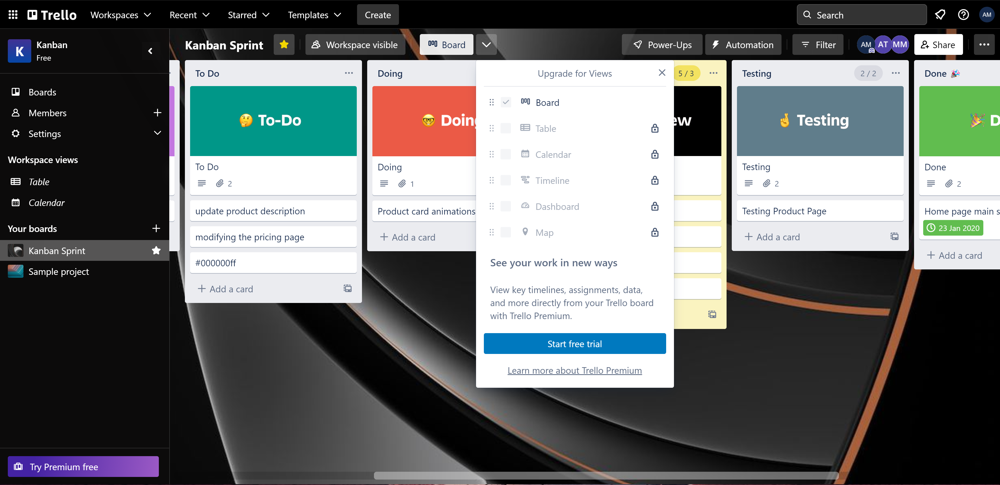 Trello
Workspaces
Recent
Starred
Templates
Create
Search
AM
K
Kanban
Free
Boards
Members
Settings
Workspace views
Table
Calendar
Your boards
Kanban Sprint
Sample project
Try Premium free
Kanban Sprint
Workspace visible
Board
Power-Ups
Automation
Filter
AM
AT
MM
Share
To Do
🤔 To-Do
To Do
2
update product description
modifying the pricing page
#000000ff
Add a card
Doing
🤓 Doing
Doing
1
Product card animations
Add a card
Upgrade for Views
Board
Table
Calendar
Timeline
Dashboard
Map
See your work in new ways
View key timelines, assignments, data,
and more directly from your Trello board
with Trello Premium.
Start free trial
Learn more about Trello Premium
5 / 3
ew
Testing
2 / 2
🤞 Testing
Testing
2
Testing Product Page
Add a card
Done 🎉
🎉 D
Done
2
Home page main s
23 Jan 2020
Add a card